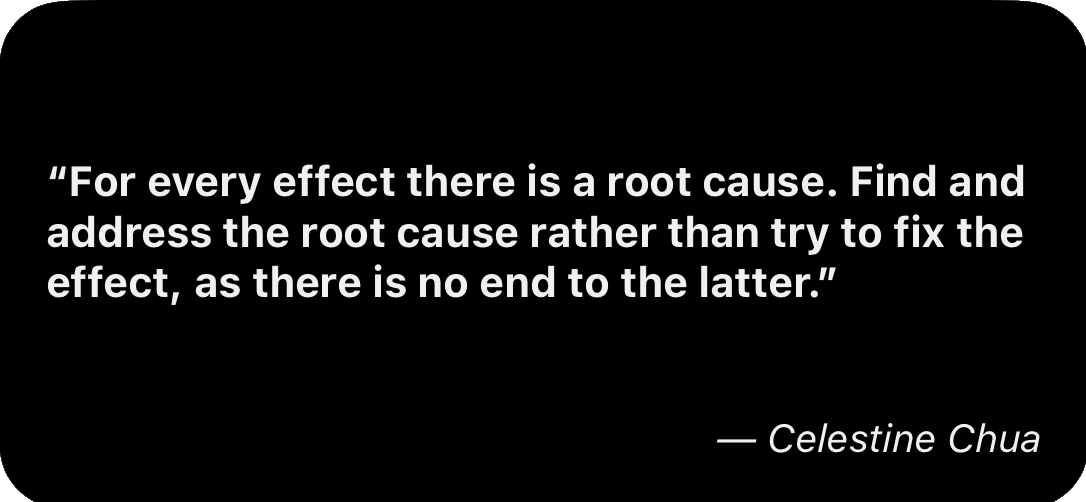 “For every effect there is a root cause. Find and
address the root cause rather than try to fix the
effect, as there is no end to the latter.”
— Celestine Chua